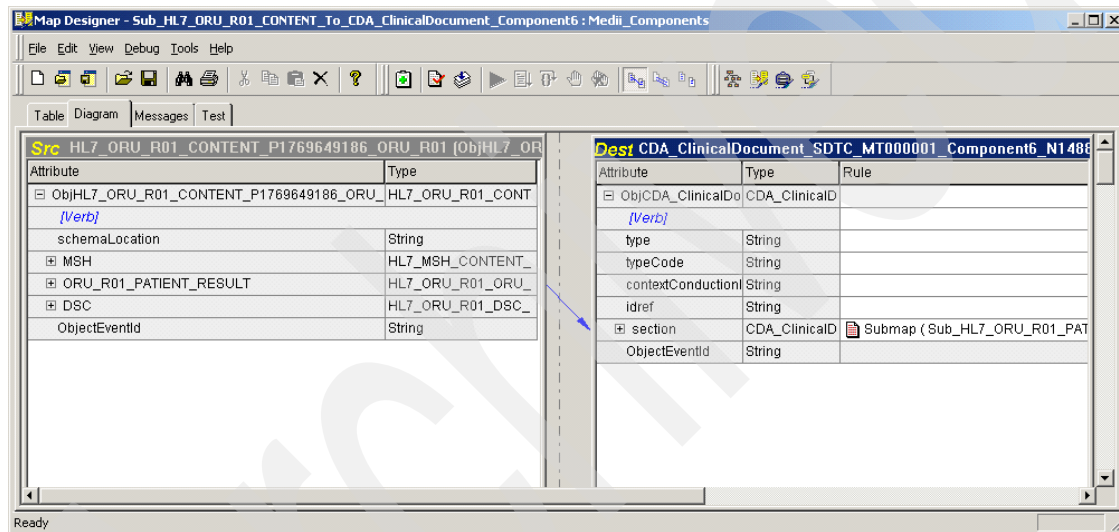 Map Designer - Sub_HL7_ORU_R01_CONTENT_To_CDA_ClinicalDocument_Component6 : Medii_Components
File Edit View Debug Tools Help
Table Diagram Messages Test
Src HL7_ORU_R01_CONTENT_P1769649186_ORU_R01 (ObjHL7_OR
Attribute Type
ObjHL7_ORU_R01_CONTENT_P1769649186_ORU_ HL7_ORU_R01_CONT
[Verb]
schemaLocation String
MSH HL7_MSH_CONTENT_
ORU_R01_PATIENT_RESULT HL7_ORU_R01_ORU_
DSC HL7_ORU_R01_DSC_
ObjectEventId String
Dest CDA_ClinicalDocument_SDTC_MT000001_Component6_N1488
Attribute Type Rule
ObjCDA_ClinicalDo CDA_ClinicalD
[Verb]
type String
typeCode String
contextConductionI String
idref String
section CDA_ClinicalD Submap ( Sub_HL7_ORU_R01_PAT
ObjectEventId String
Ready